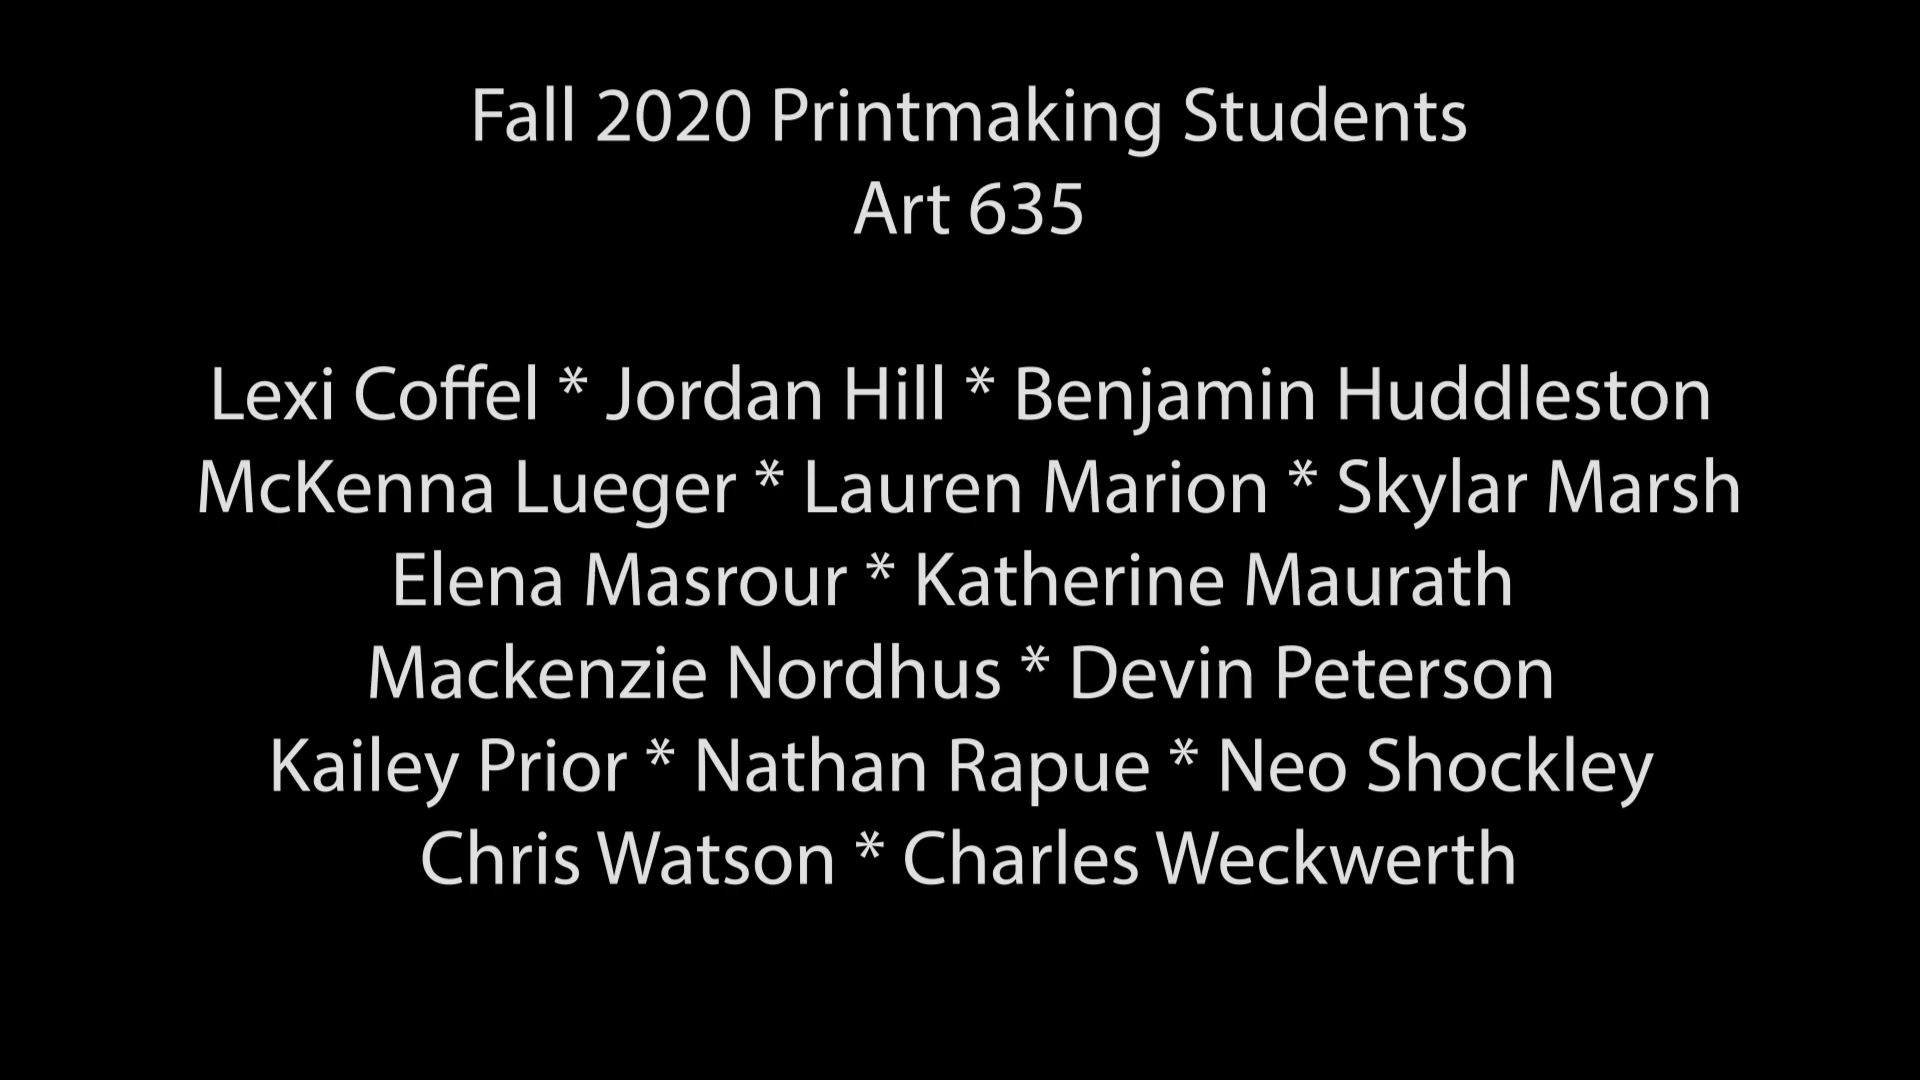 Fall 2020 Printmaking Students
Art 635
Lexi Coffel * Jordan Hill * Benjamin Huddleston
McKenna Lueger * Lauren Marion * Skylar Marsh
Elena Masrour * Katherine Maurath
Mackenzie Nordhus * Devin Peterson
Kailey Prior * Nathan Rapue * Neo Shockley
Chris Watson * Charles Weckwerth